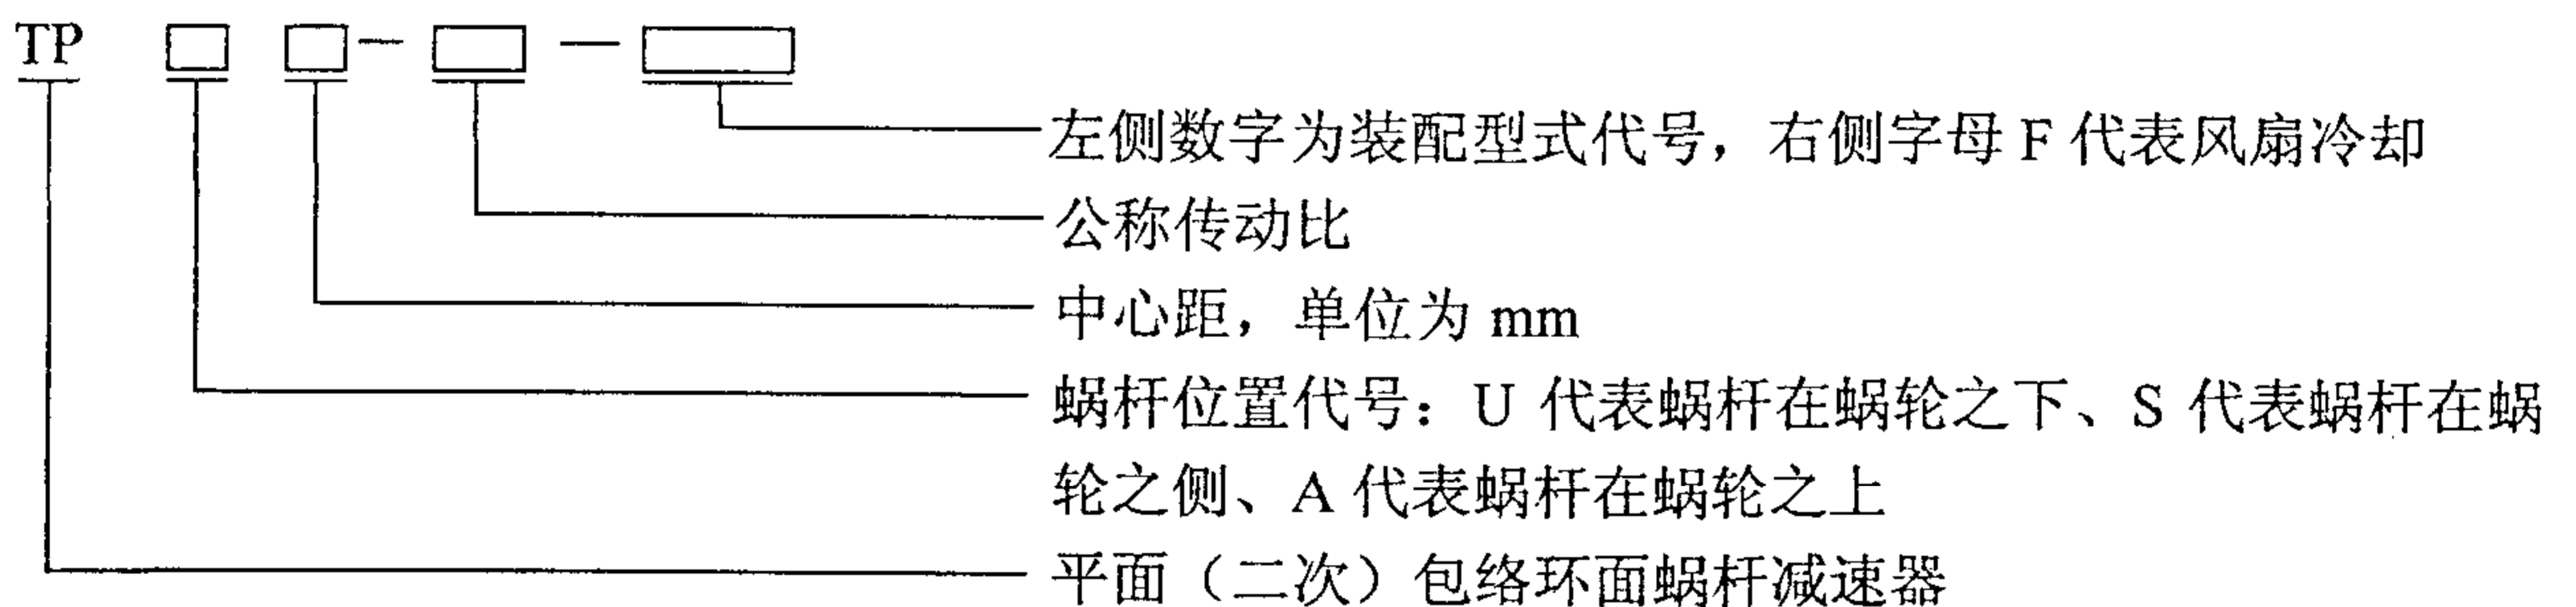 TP □ □－□ － □
左侧数字为装配型式代号，右侧字母 F 代表风扇冷却
公称传动比
中心距，单位为 mm
蜗杆位置代号：U 代表蜗杆在蜗轮之下、S 代表蜗杆在蜗
轮之侧、A 代表蜗杆在蜗轮之上
平面（二次）包络环面蜗杆减速器